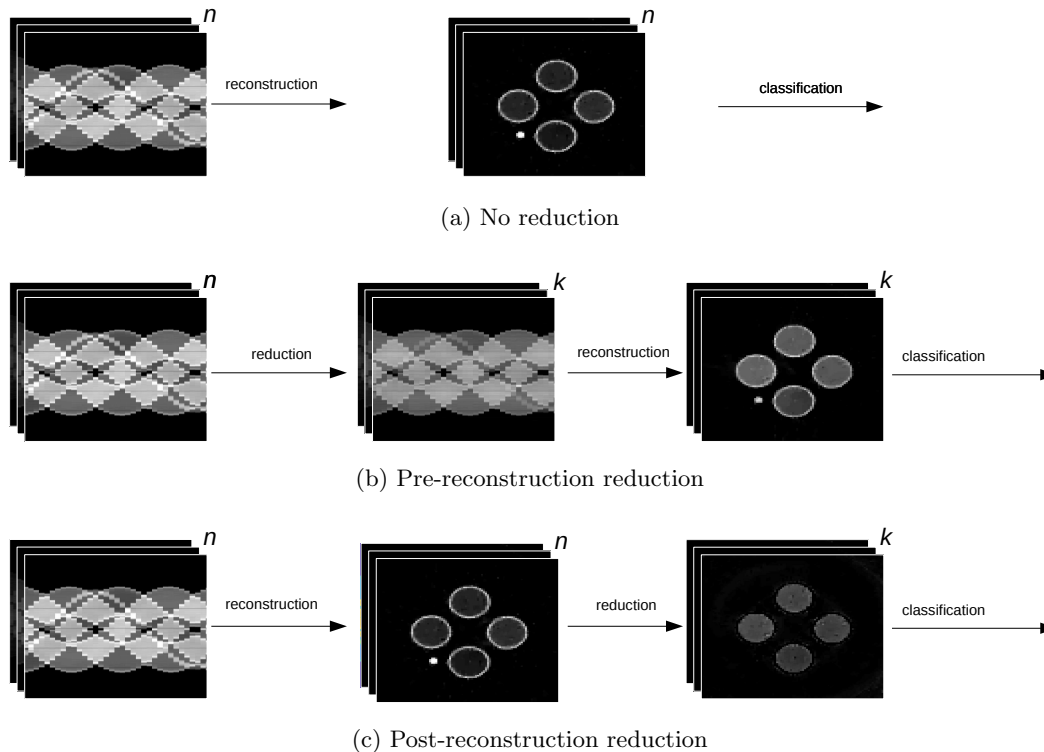 n
n
reconstruction
classification
(a) No reduction
n
k
k
reduction
reconstruction
classification
(b) Pre-reconstruction reduction
n
n
k
reconstruction
reduction
classification
(c) Post-reconstruction reduction